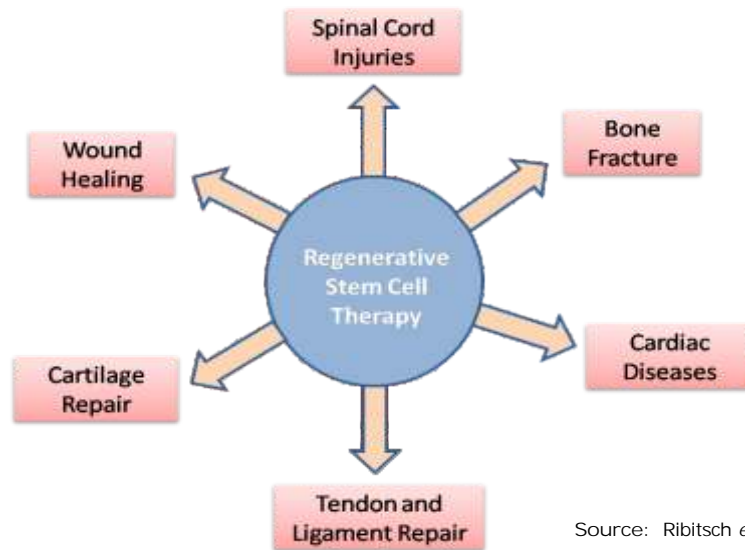 Spinal Cord
Injuries
Wound
Healing
Bone
Fracture
Regenerative
Stem Cell
Therapy
Cartilage
Repair
Cardiac
Diseases
Tendon and
Ligament Repair
Source: Ribitsch